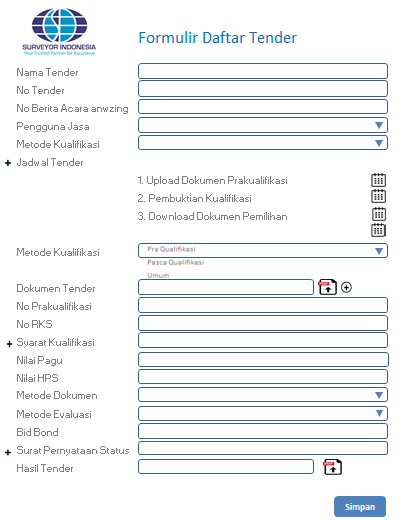 SURVEYOR INDONESIA
Your Trusted Partner for Assurance
Formulir Daftar Tender
Nama Tender
No Tender
No Berita Acara anwzing
Pengguna Jasa
Metode Kualifikasi
+ Jadwal Tender
1. Upload Dokumen Prakualifikasi
2. Pembuktian Kualifikasi
3. Download Dokumen Pemilihan
Metode Kualifikasi
Pra Qualifikasi
Pasca Qualifikasi
Umum
Dokumen Tender
PDF
No Prakualifikasi
No RKS
+ Syarat Kualifikasi
Nilai Pagu
Nilai HPS
Metode Dokumen
Metode Evaluasi
Bid Bond
+ Surat Pernyataan Status
Hasil Tender
PDF
Simpan